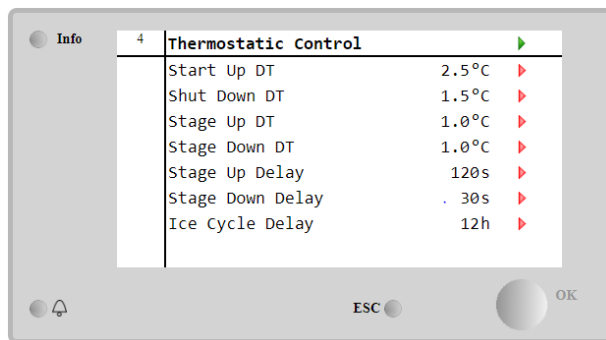 Info
4 Thermostatic Control
Start Up DT 2.5°C
Shut Down DT 1.5°C
Stage Up DT 1.0°C
Stage Down DT 1.0°C
Stage Up Delay 120s
Stage Down Delay . 30s
Ice Cycle Delay 12h
OK
ESC